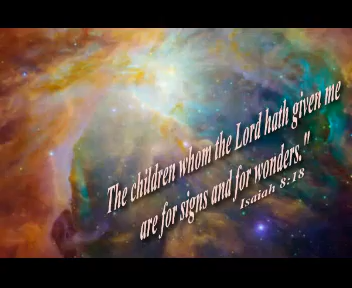 The children whom the Lord hath given me
are for signs and for wonders."
Isaiah 8:18